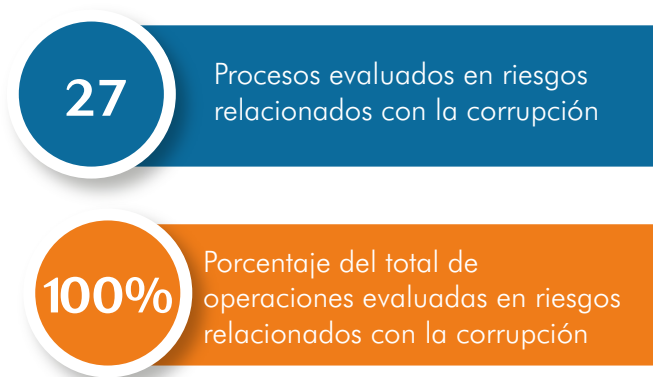 27
Procesos evaluados en riesgos
relacionados con la corrupción
100%
Porcentaje del total de
operaciones evaluadas en riesgos
relacionados con la corrupción